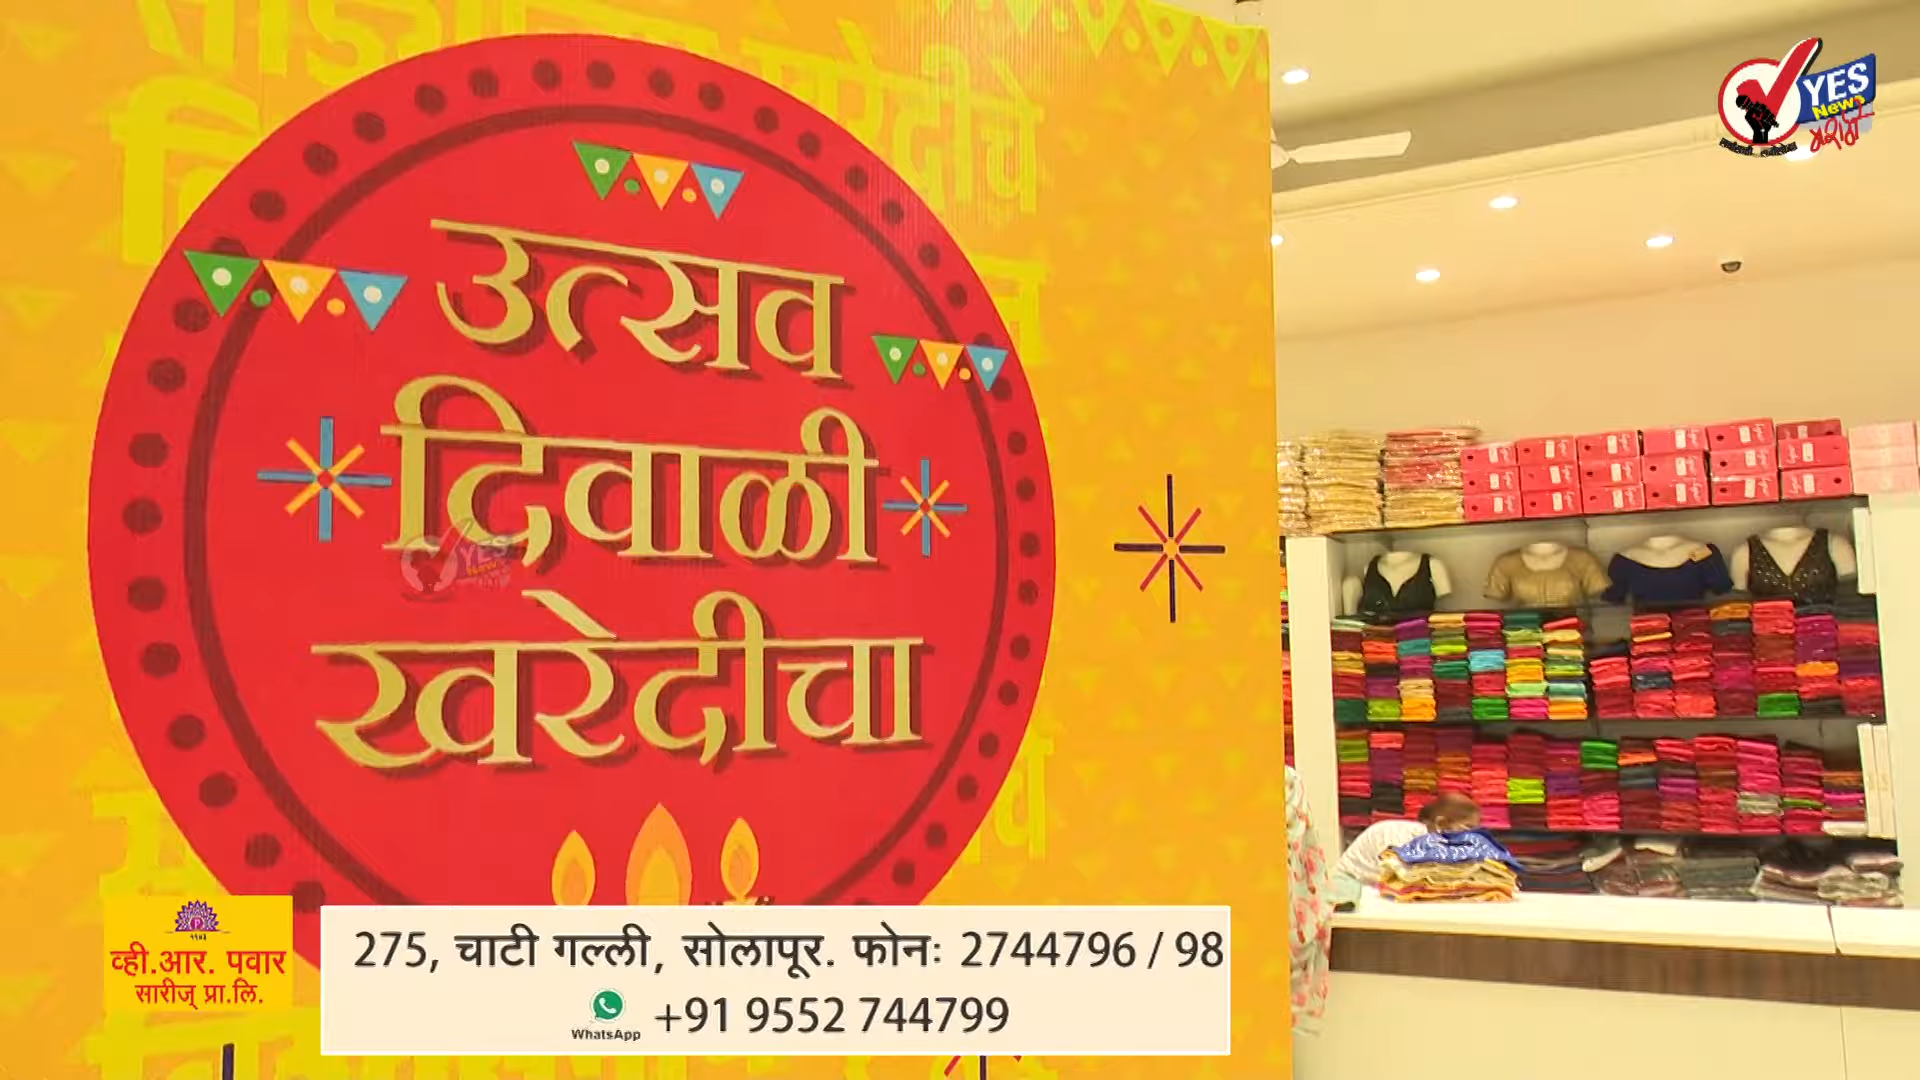 YES
News
मराठी
उत्सव
दिवाळी
खरेदीचा
व्ही.आर. पवार
सारीज् प्रा.लि.
275, चाटी गल्ली, सोलापूर. फोनः 2744796 / 98
WhatsApp +91 9552 744799